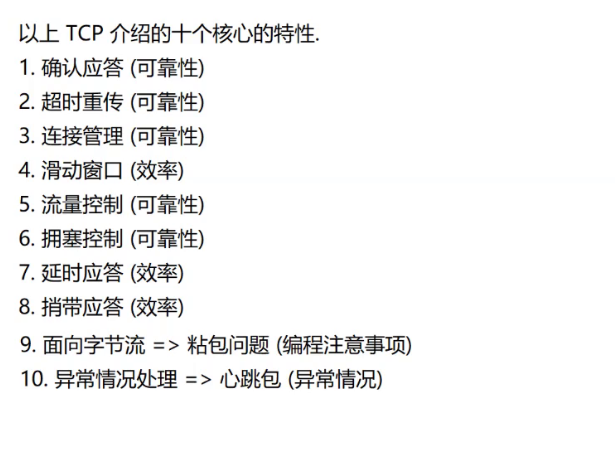 以上 TCP 介绍的十个核心的特性.
1. 确认应答 (可靠性)
2. 超时重传 (可靠性)
3. 连接管理 (可靠性)
4. 滑动窗口 (效率)
5. 流量控制 (可靠性)
6. 拥塞控制 (可靠性)
7. 延时应答 (效率)
8. 捎带应答 (效率)
9. 面向字节流 => 粘包问题 (编程注意事项)
10. 异常情况处理 => 心跳包 (异常情况)